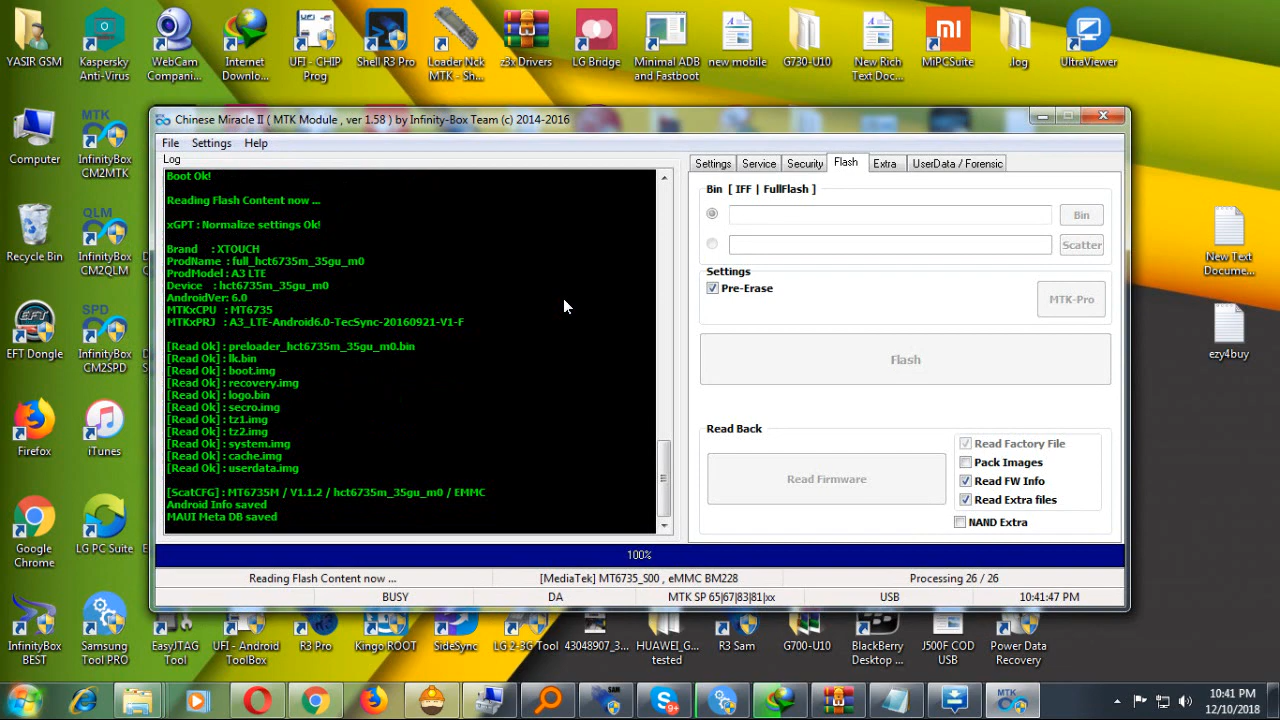 YASIR GSM
Kaspersky
Anti-Virus
WebCam
Compani...
Internet
Downlo...
UFI - CHIP
Prog
Shell R3 Pro
Loader Nck
MTK - Sh...
z3x Drivers
LG Bridge
Minimal ADB
and Fastboot
new mobile
G730-U10
New Rich
Text Doc...
MiPCSuite
.log
UltraViewer
Computer
MTK
InfinityBox
CM2MTK
Recycle Bin
QLM
InfinityBox
CM2QLM
EFT
EFT Dongle
SPD
InfinityBox
CM2SPD
Firefox
iTunes
Google
Chrome
LG PC Suite
InfinityBox
BEST
Samsung
Tool PRO
EasyJTAG
Tool
UFI - Android
ToolBox
R3 Pro
Kingo ROOT
SideSync
LG 2-3G Tool
43048907_3...
HUAWEI_G...
tested
R3 Sam
G700-U10
BlackBerry
Desktop ...
J500F COD
USB
Power Data
Recovery
New Text
Docume...
ezy4buy
Chinese Miracle II ( MTK Module , ver 1.58 ) by Infinity-Box Team (c) 2014-2016
File Settings Help
Log
Boot Ok!
Reading Flash Content now ...
xGPT : Normalize settings Ok!
Brand : XTOUCH
ProdName : full_hct6735m_35gu_m0
ProdModel : A3 LTE
Device : hct6735m_35gu_m0
AndroidVer: 6.0
MTKxCPU : MT6735
MTKxPRJ : A3_LTE-Android6.0-TecSync-20160921-V1-F
[Read Ok] : preloader_hct6735m_35gu_m0.bin
[Read Ok] : lk.bin
[Read Ok] : boot.img
[Read Ok] : recovery.img
[Read Ok] : logo.bin
[Read Ok] : secro.img
[Read Ok] : tz1.img
[Read Ok] : tz2.img
[Read Ok] : system.img
[Read Ok] : cache.img
[Read Ok] : userdata.img
[ScatCFG] : MT6735M / V1.1.2 / hct6735m_35gu_m0 / EMMC
Android Info saved
MAUI Meta DB saved
Settings Service Security Flash Extra UserData / Forensic
Bin [ IFF | FullFlash ]
Bin
Scatter
Settings
Pre-Erase
MTK-Pro
Flash
Read Back
Read Firmware
Read Factory File
Pack Images
Read FW Info
Read Extra files
NAND Extra
100%
Reading Flash Content now ... [MediaTek] MT6735_S00 , eMMC BM228 Processing 26 / 26
BUSY DA MTK SP 65|67|83|81|xx USB 10:41:47 PM
10:41 PM
12/10/2018